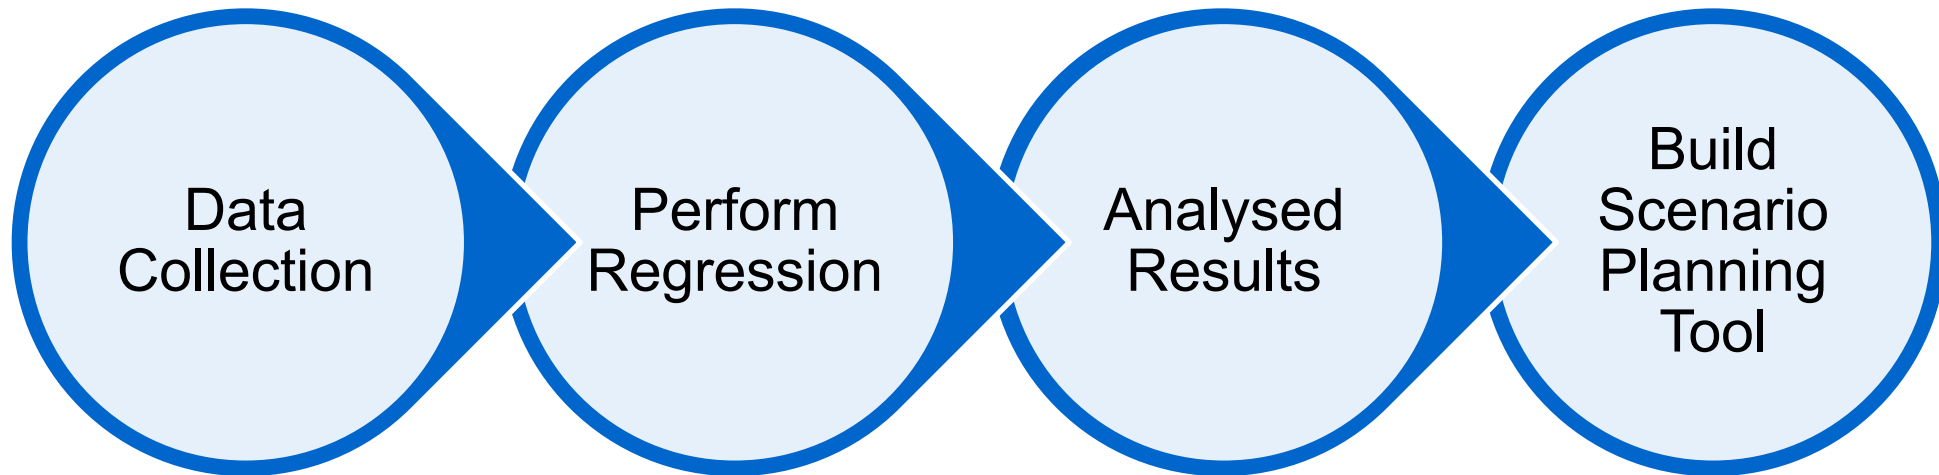 Data
Collection
Perform
Regression
Analysed
Results
Build
Scenario
Planning
Tool